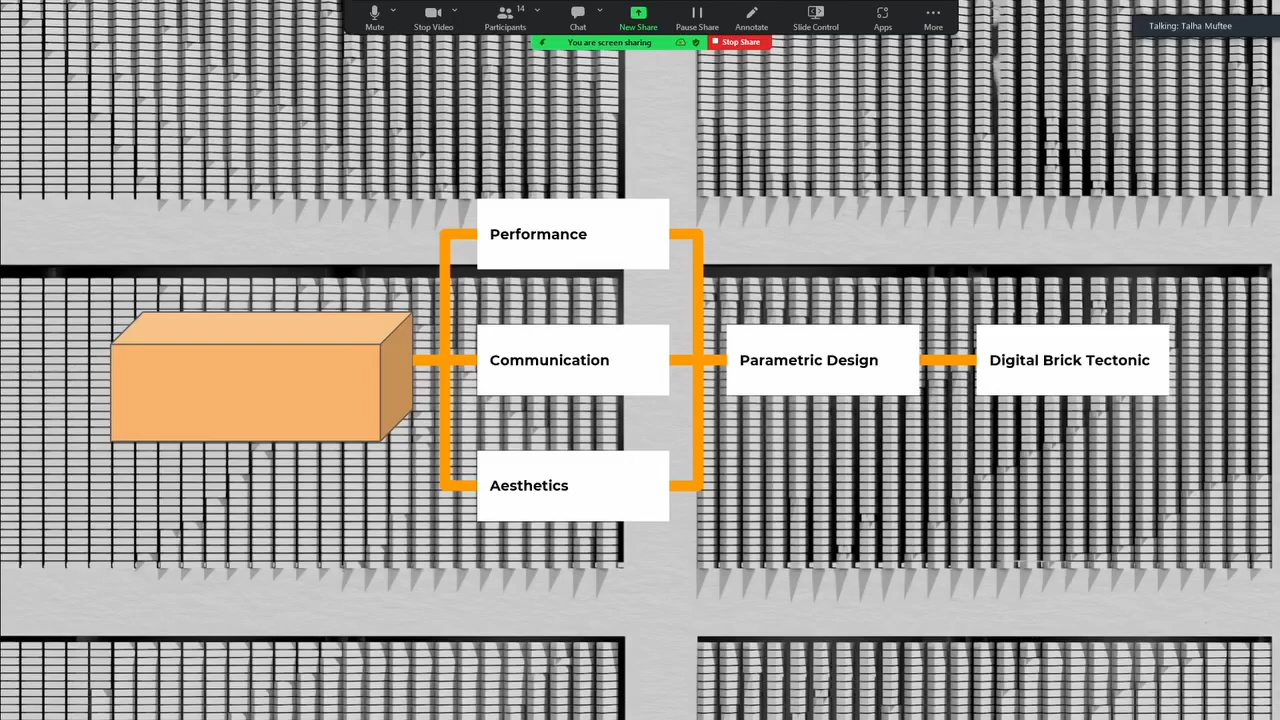 14
Mute
Stop Video
Participants
Chat
New Share
Pause Share
Annotate
Slide Control
Apps
More
Talking: Talha Muftee
You are screen sharing
Stop Share
Performance
Communication
Parametric Design
Digital Brick Tectonic
Aesthetics